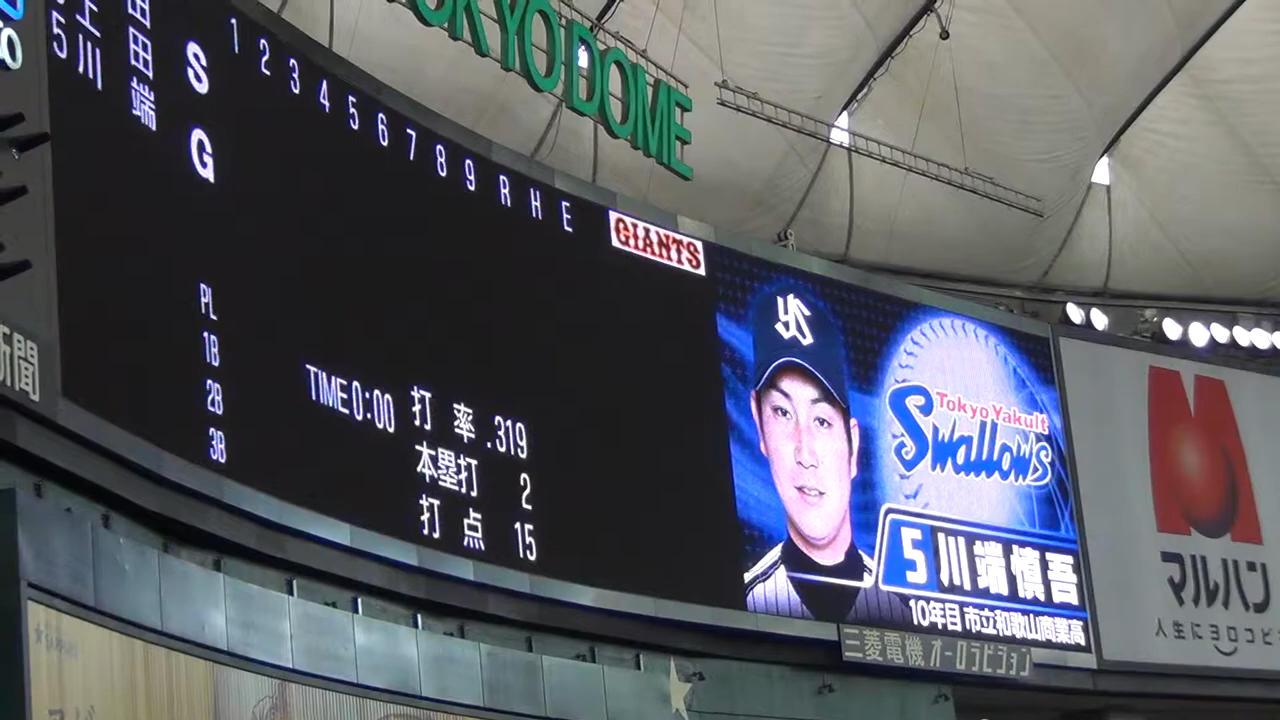 TOKYO DOME
上 田
5 川 端
S
G
1 2 3 4 5 6 7 8 9 R H E
GIANTS
PL
1B
2B
3B
TIME 0:00
打 率 .319
本塁打 2
打 点 15
YS
Tokyo Yakult
Swallows
5 川端慎吾
10年目 市立和歌山商業高
三菱電機 オーロラビジョン
新聞
M
マルハン
人生にヨロコビ